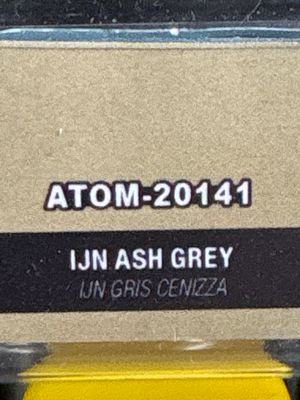 ATOM-20141
IJN ASH GREY
IJN GRIS CENIZZA